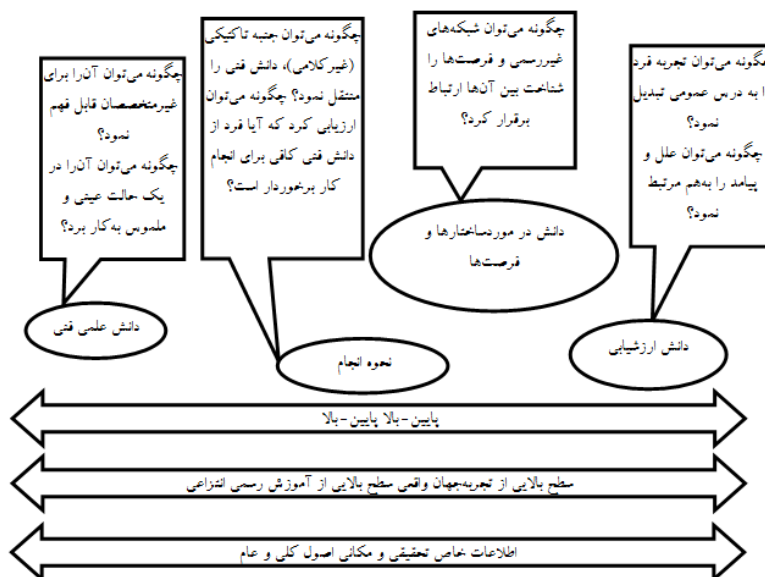 چگونه می‌توان تجربه فرد
را به درس عمومی تبدیل
نمود؟
چگونه می‌توان علل و
پیامد را به‌هم مرتبط
نمود؟
چگونه می‌توان شبکه‌های
غیررسمی و فرصت‌ها را
شناخت بین آن‌ها ارتباط
برقرار کرد؟
چگونه می‌توان جنبه تاکتیکی
(غیرکلامی)، دانش فتی را
منتقل نمود؟ چگونه می‌توان
ارزیابی کرد که آیا فرد از
دانش فتی کافی برای انجام
کار برخوردار است؟
چگونه می‌توان آن‌را برای
غیرمتخصصان قابل فهم
نمود؟
چگونه می‌توان آن‌را در
یک حالت عینی و
ملموس به‌کار برد؟
دانش ارزشیابی
دانش در موردساختارها و
فرصت‌ها
نحوه انجام
دانش علمی فتی
پایین-بالا پایین-بالا
سطح بالایی از تجربه‌جهان واقعی سطح بالایی از آموزش رسمی انتزاعی
اطلاعات خاص تحقیقی و مکانی اصول کلی و عام